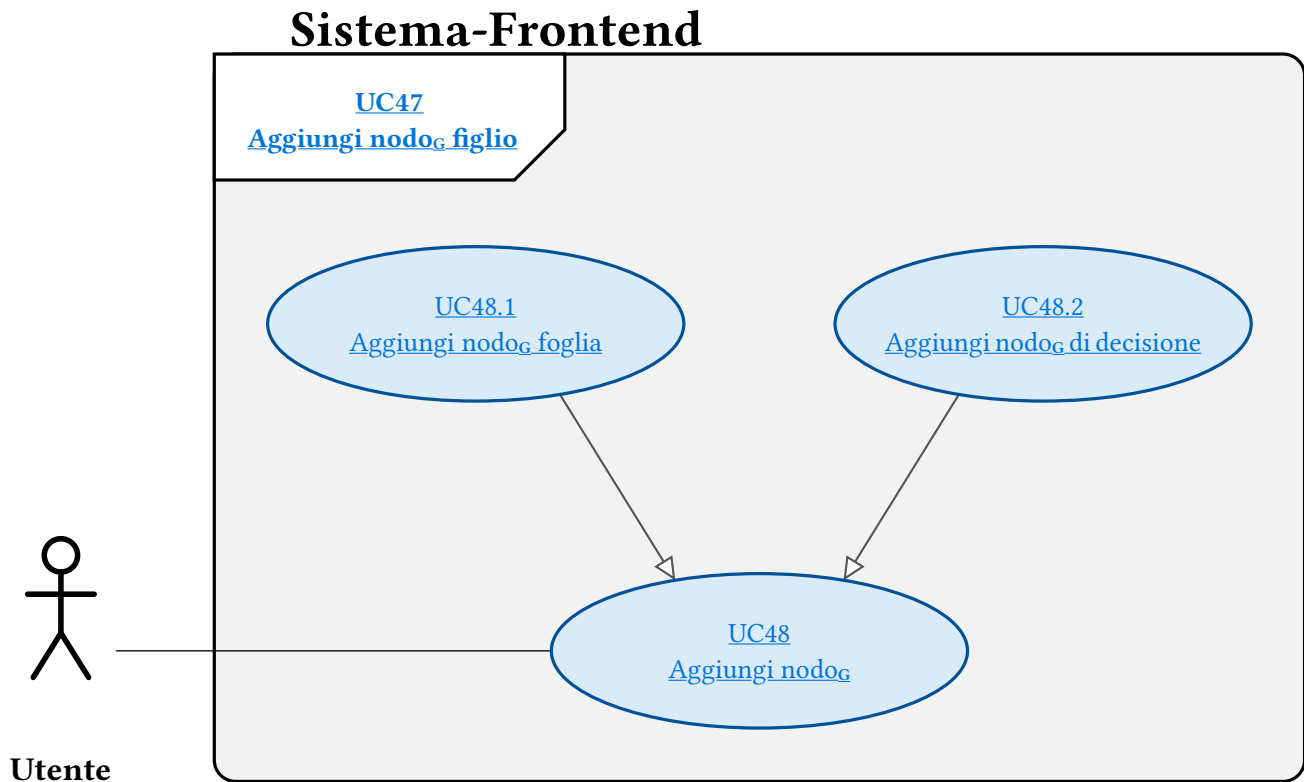 Sistema-Frontend
UC47
Aggiungi nodoG figlio
UC48.1
Aggiungi nodoG foglia
UC48.2
Aggiungi nodoG di decisione
UC48
Aggiungi nodoG
Utente